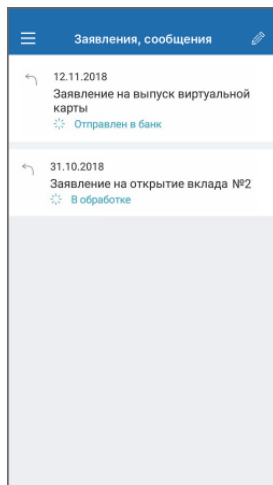 Заявления, сообщения
12.11.2018
Заявление на выпуск виртуальной
карты
Отправлен в банк
31.10.2018
Заявление на открытие вклада №2
В обработке